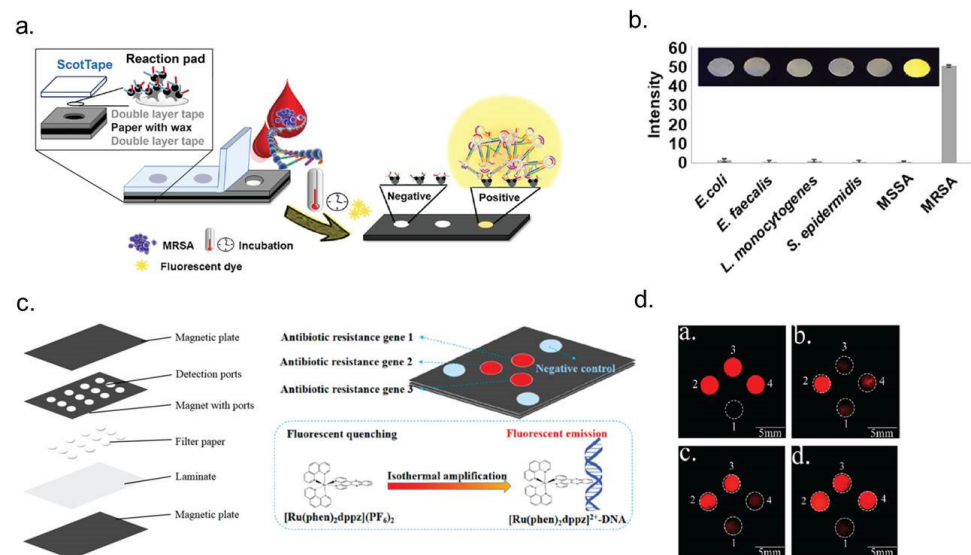 a.
ScotTape
Reaction pad
Double layer tape
Paper with wax
Double layer tape
MRSA
Negative
Positive
MRSA
Incubation
Fluorescent dye
b.
Intensity
60
50
40
30
20
10
0
E.coli
E. faecalis
L. monocytogenes
S. epidermidis
MSSA
MRSA
c.
Magnetic plate
Detection ports
Magnet with ports
Filter paper
Laminate
Magnetic plate
Antibiotic resistance gene 1
Antibiotic resistance gene 2
Antibiotic resistance gene 3
Negative control
Fluorescent quenching
Fluorescent emission
Isothermal amplification
[Ru(phen)₂dppz](PF₆)₂
[Ru(phen)₂dppz]²⁺-DNA
d.
a.
3
2
4
1
5mm
b.
3
2
4
1
5mm
c.
3
2
4
1
5mm
d.
3
2
4
1
5mm